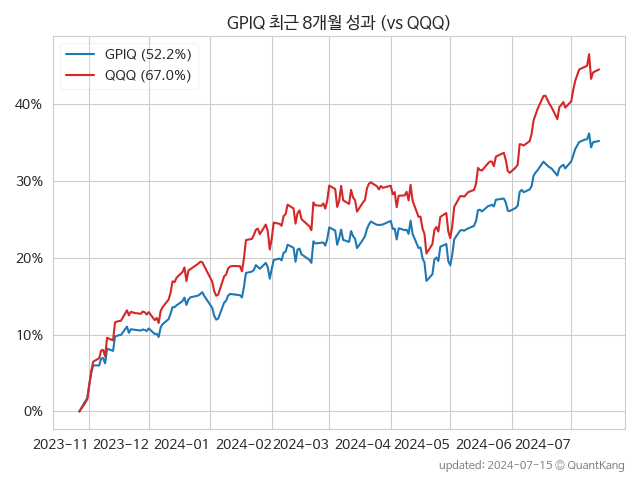 GPIQ 최근 8개월 성과 (vs QQQ)
GPIQ (52.2%)
QQQ (67.0%)
40%
30%
20%
10%
0%
2023-11 2023-12 2024-01 2024-02 2024-03 2024-04 2024-05 2024-06 2024-07
updated: 2024-07-15 © QuantKang